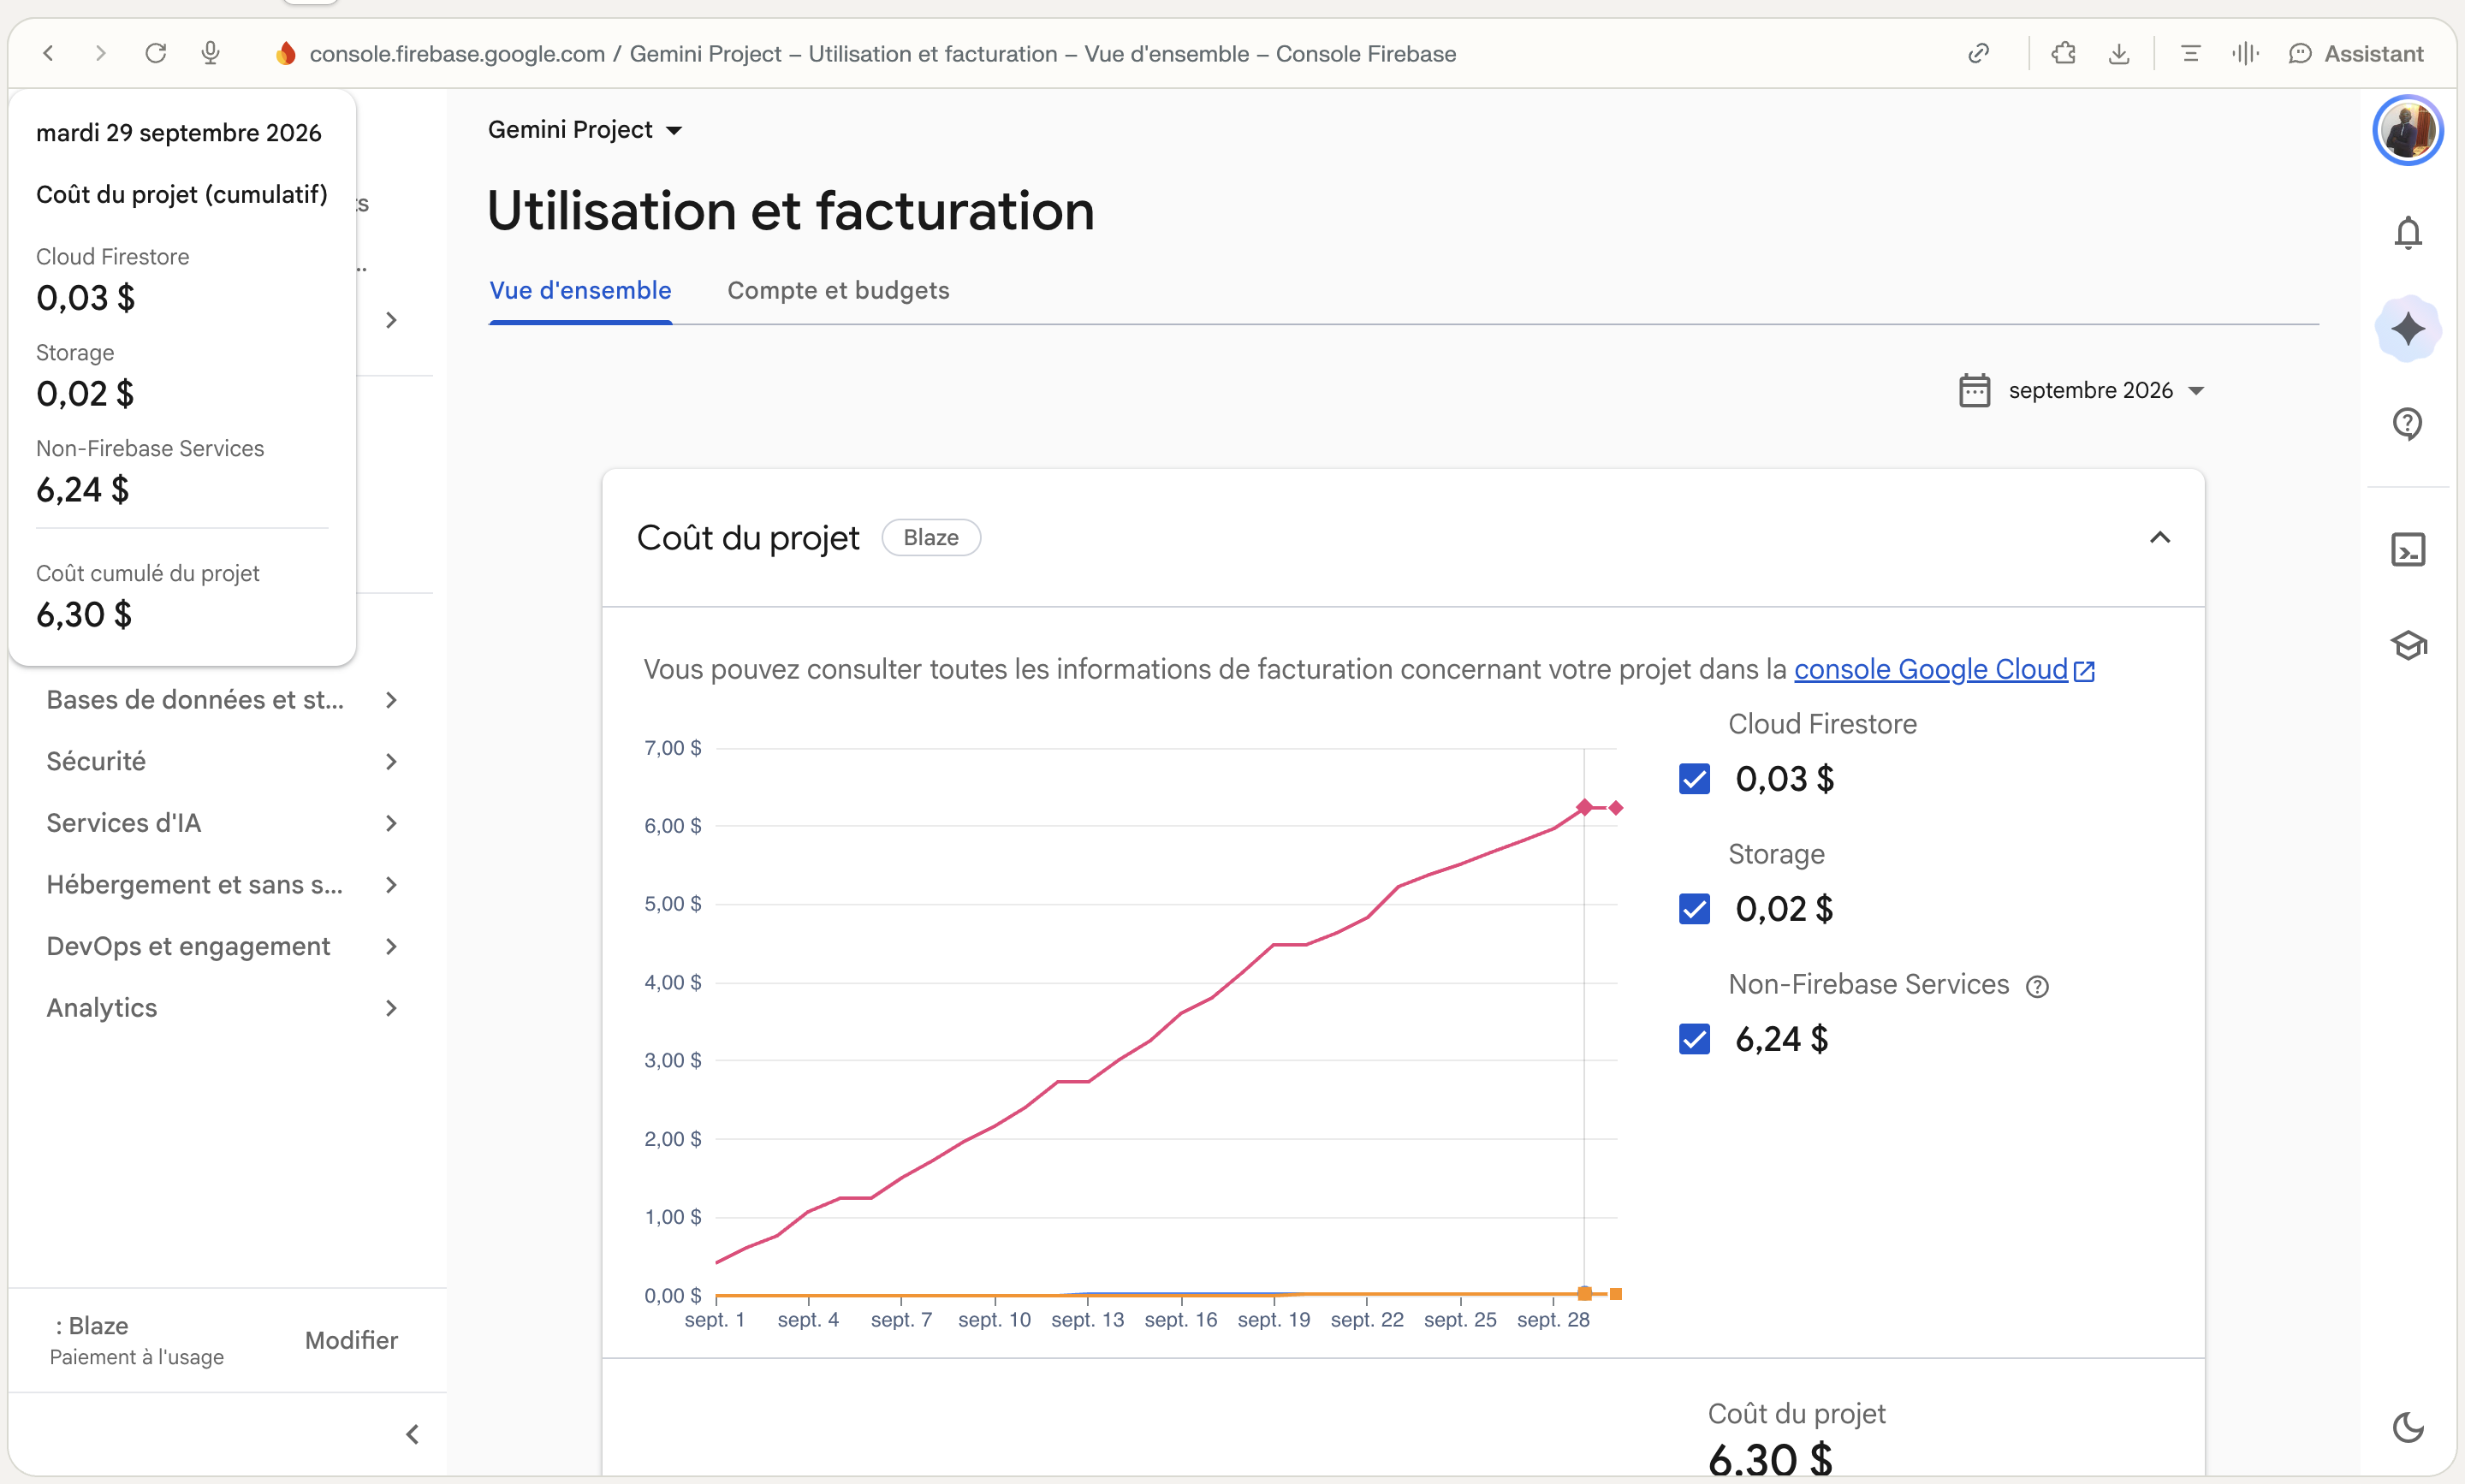 console.firebase.google.com / Gemini Project – Utilisation et facturation – Vue d'ensemble – Console Firebase
Assistant
mardi 29 septembre 2026
Coût du projet (cumulatif)
Cloud Firestore
0,03 $
Storage
0,02 $
Non-Firebase Services
6,24 $
Coût cumulé du projet
6,30 $
Bases de données et st...
Sécurité
Services d'IA
Hébergement et sans s...
DevOps et engagement
Analytics
: Blaze
Paiement à l'usage
Modifier
Gemini Project
Utilisation et facturation
Vue d'ensemble
Compte et budgets
septembre 2026
Coût du projet
Blaze
Vous pouvez consulter toutes les informations de facturation concernant votre projet dans la console Google Cloud
7,00 $
6,00 $
5,00 $
4,00 $
3,00 $
2,00 $
1,00 $
0,00 $
sept. 1 sept. 4 sept. 7 sept. 10 sept. 13 sept. 16 sept. 19 sept. 22 sept. 25 sept. 28
Cloud Firestore
0,03 $
Storage
0,02 $
Non-Firebase Services
6,24 $
Coût du projet
6,30 $